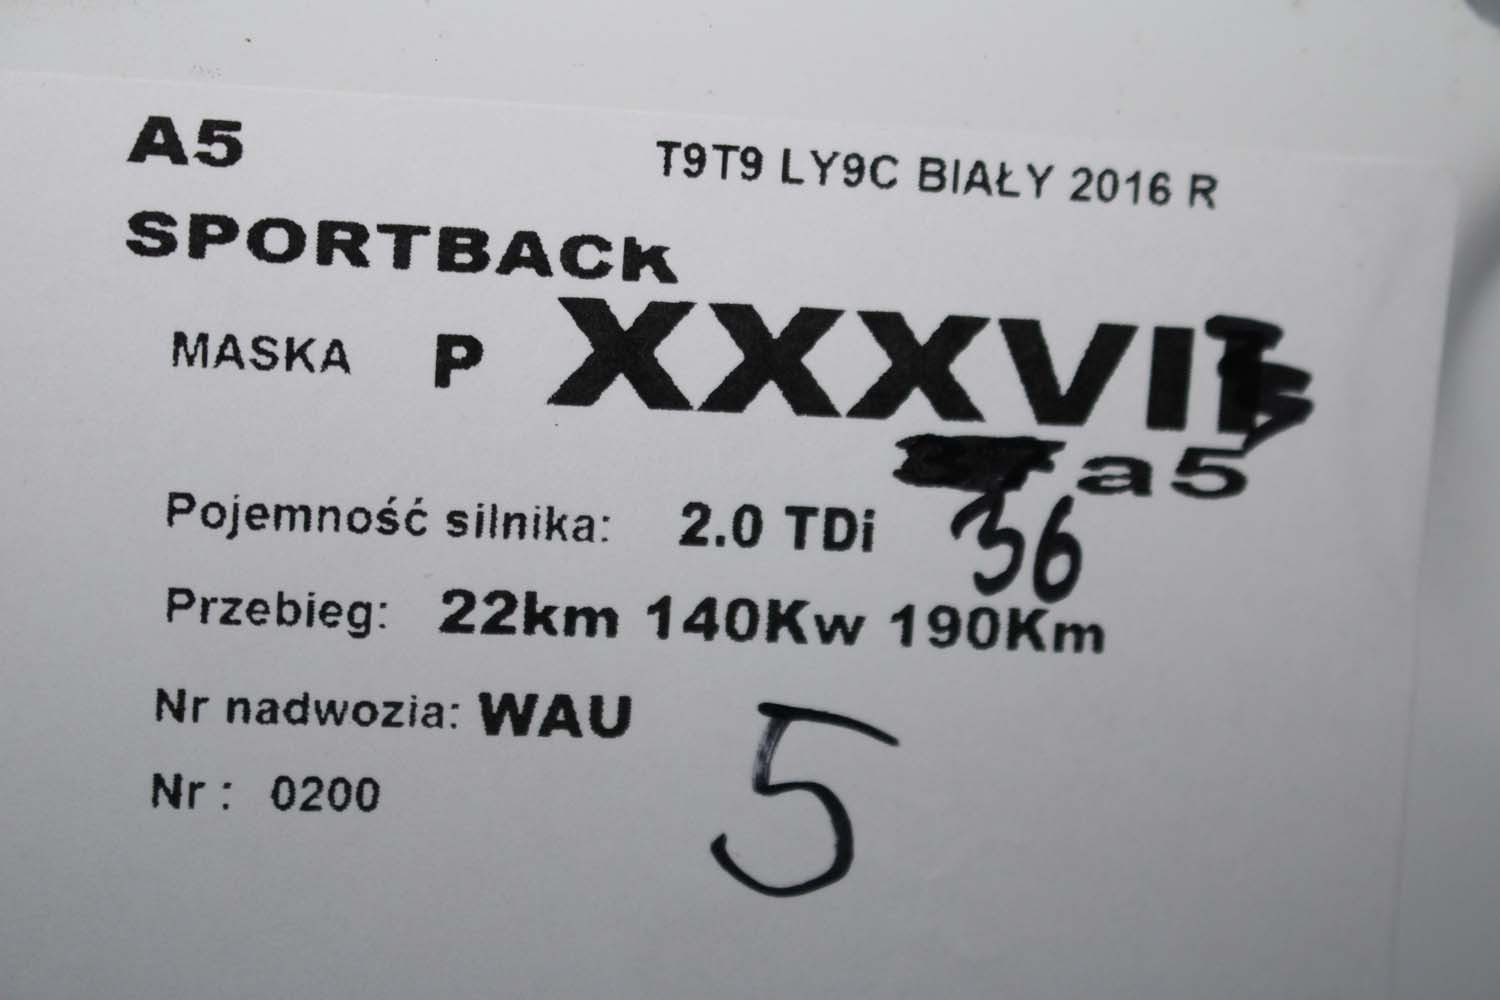 A5
T9T9 LY9C BIAŁY 2016 R
SPORTBACK
MASKA P XXXVI
a5
36
Pojemność silnika: 2.0 TDi
Przebieg: 22km 140Kw 190Km
Nr nadwozia: WAU
5
Nr : 0200